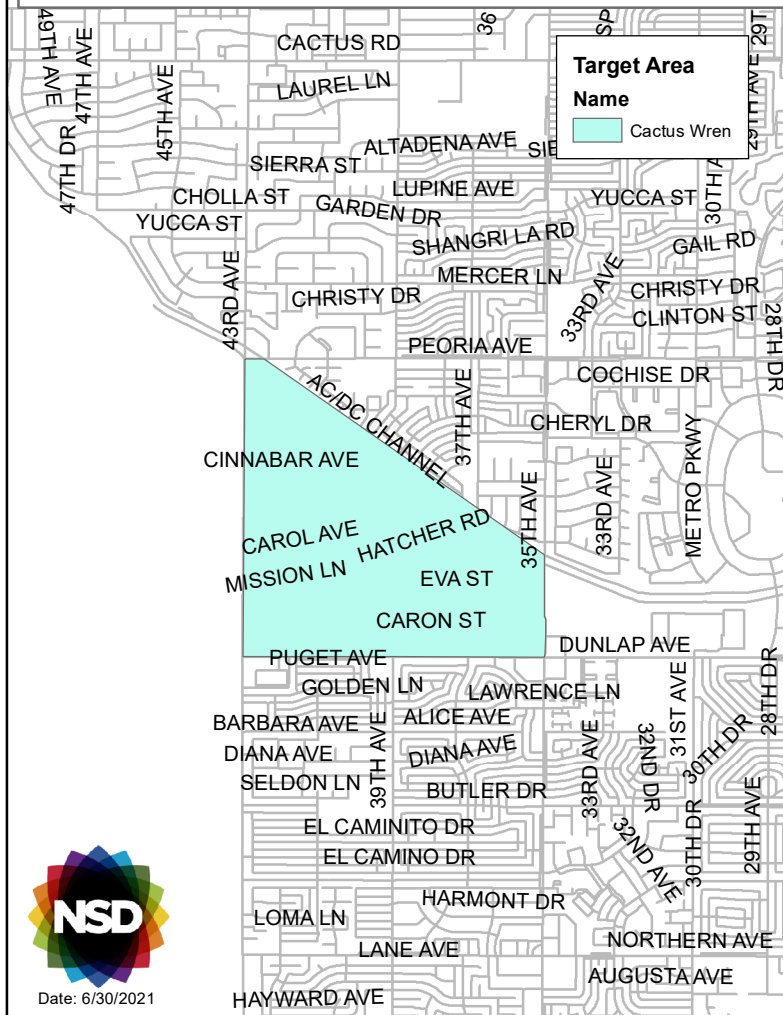 49TH AVE
47TH AVE
CACTUS RD
36
SP
29T
Target Area
Name
Cactus Wren
29TH AVE
LAUREL LN
45TH AVE
47TH DR
ALTADENA AVE
SIE
SIERRA ST
30TH A
CHOLLA ST
LUPINE AVE
YUCCA ST
YUCCA ST
GARDEN DR
SHANGRI LA RD
GAIL RD
43RD AVE
MERCER LN
33RD AVE
CHRISTY DR
CHRISTY DR
CLINTON ST
28TH DR
PEORIA AVE
COCHISE DR
AC/DC CHANNEL
37TH AVE
CHERYL DR
METRO PKWY
CINNABAR AVE
33RD AVE
35TH AVE
CAROL AVE
HATCHER RD
MISSION LN
EVA ST
CARON ST
DUNLAP AVE
PUGET AVE
GOLDEN LN
LAWRENCE LN
31ST AVE
28TH DR
BARBARA AVE
39TH AVE
ALICE AVE
33RD AVE
32ND DR
30TH DR
DIANA AVE
DIANA AVE
SELDON LN
BUTLER DR
EL CAMINITO DR
32ND AVE
30TH DR
29TH AVE
EL CAMINO DR
HARMONT DR
NSD
LOMA LN
NORTHERN AVE
LANE AVE
AUGUSTA AVE
Date: 6/30/2021
HAYWARD AVE